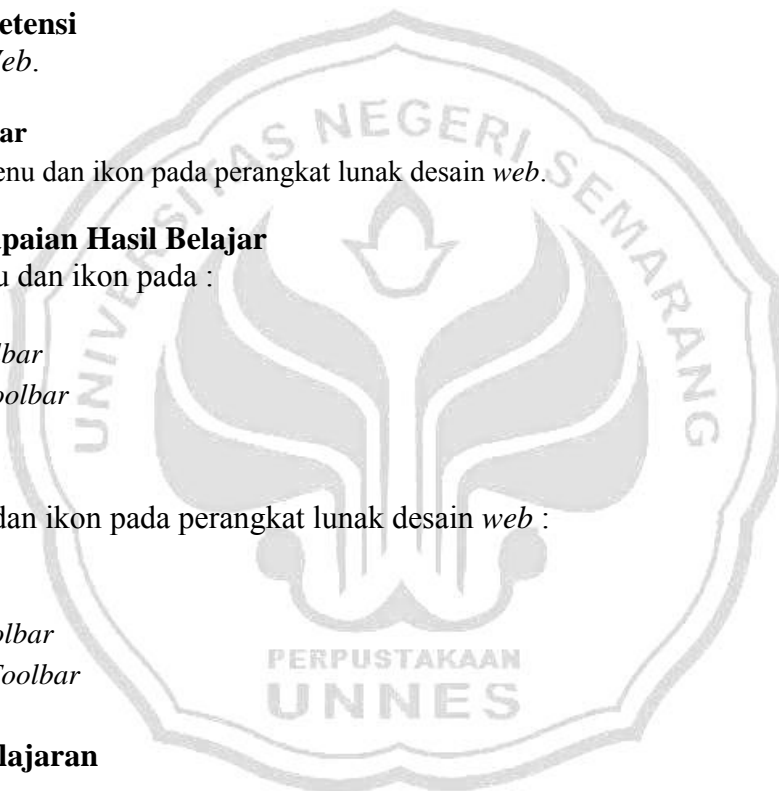 etensi
Veb.
ar
enu dan ikon pada perangkat lunak desain web.
paian Hasil Belajar
u dan ikon pada :
lbar
oolbar
dan ikon pada perangkat lunak desain web :
olbar
Toolbar
lajaran
UNIVERSITAS NEGERI SEMARANG
PERPUSTAKAAN
UNNES